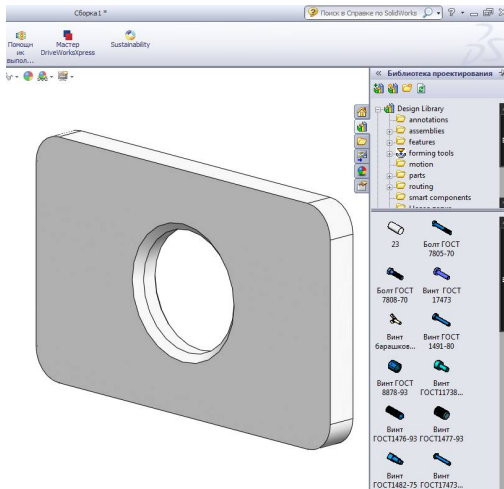 Сборка1 *
Поиск в Справке по SolidWorks
Помощн
ик
выпол...
Мастер
DriveWorksXpress
Sustainability
Библиотека проектирования
Design Library
annotations
assemblies
features
forming tools
motion
parts
routing
smart components
23
Болт ГОСТ
7805-70
Болт ГОСТ
7808-70
Винт ГОСТ
17473
Винт
барашков...
Винт ГОСТ
1491-80
Винт ГОСТ
8878-93
Винт
ГОСТ11738...
Винт
ГОСТ1476-93
Винт
ГОСТ1477-93
Винт
ГОСТ1482-75
Винт
ГОСТ17473...